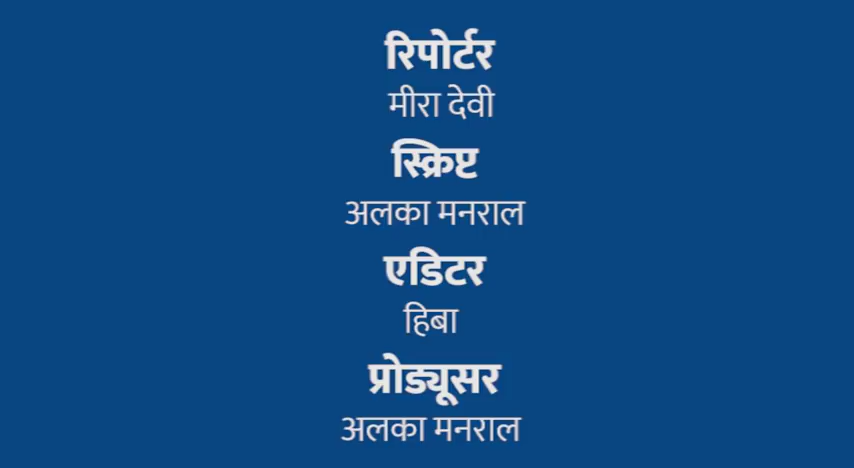 रिपोर्टर
मीरा देवी
स्क्रिप्ट
अलका मनराल
एडिटर
हिबा
प्रोड्यूसर
अलका मनराल